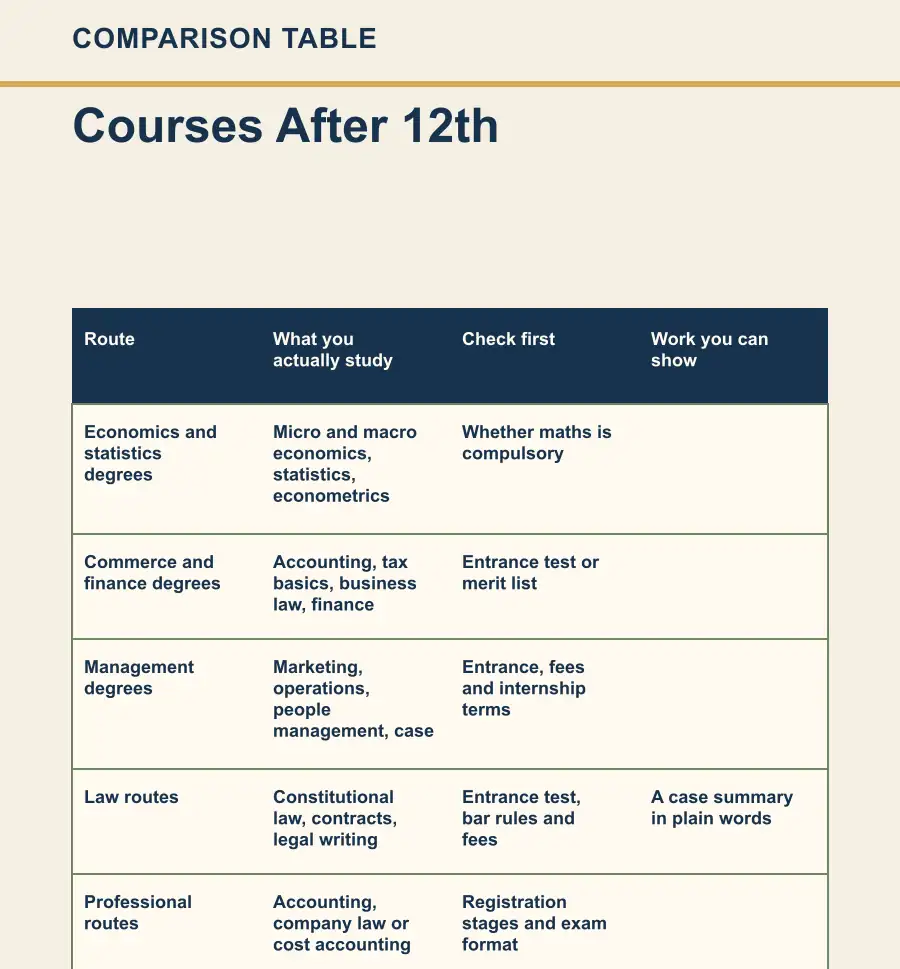 COMPARISON TABLE
Courses After 12th
Route
What you
actually study
Check first
Work you can
show
Economics and
statistics
degrees
Micro and macro
economics,
statistics,
econometrics
Whether maths is
compulsory
Commerce and
finance degrees
Accounting, tax
basics, business
law, finance
Entrance test or
merit list
Management
degrees
Marketing,
operations,
people
management, case
Entrance, fees
and internship
terms
Law routes
Constitutional
law, contracts,
legal writing
Entrance test,
bar rules and
fees
A case summary
in plain words
Professional
routes
Accounting,
company law or
cost accounting
Registration
stages and exam
format